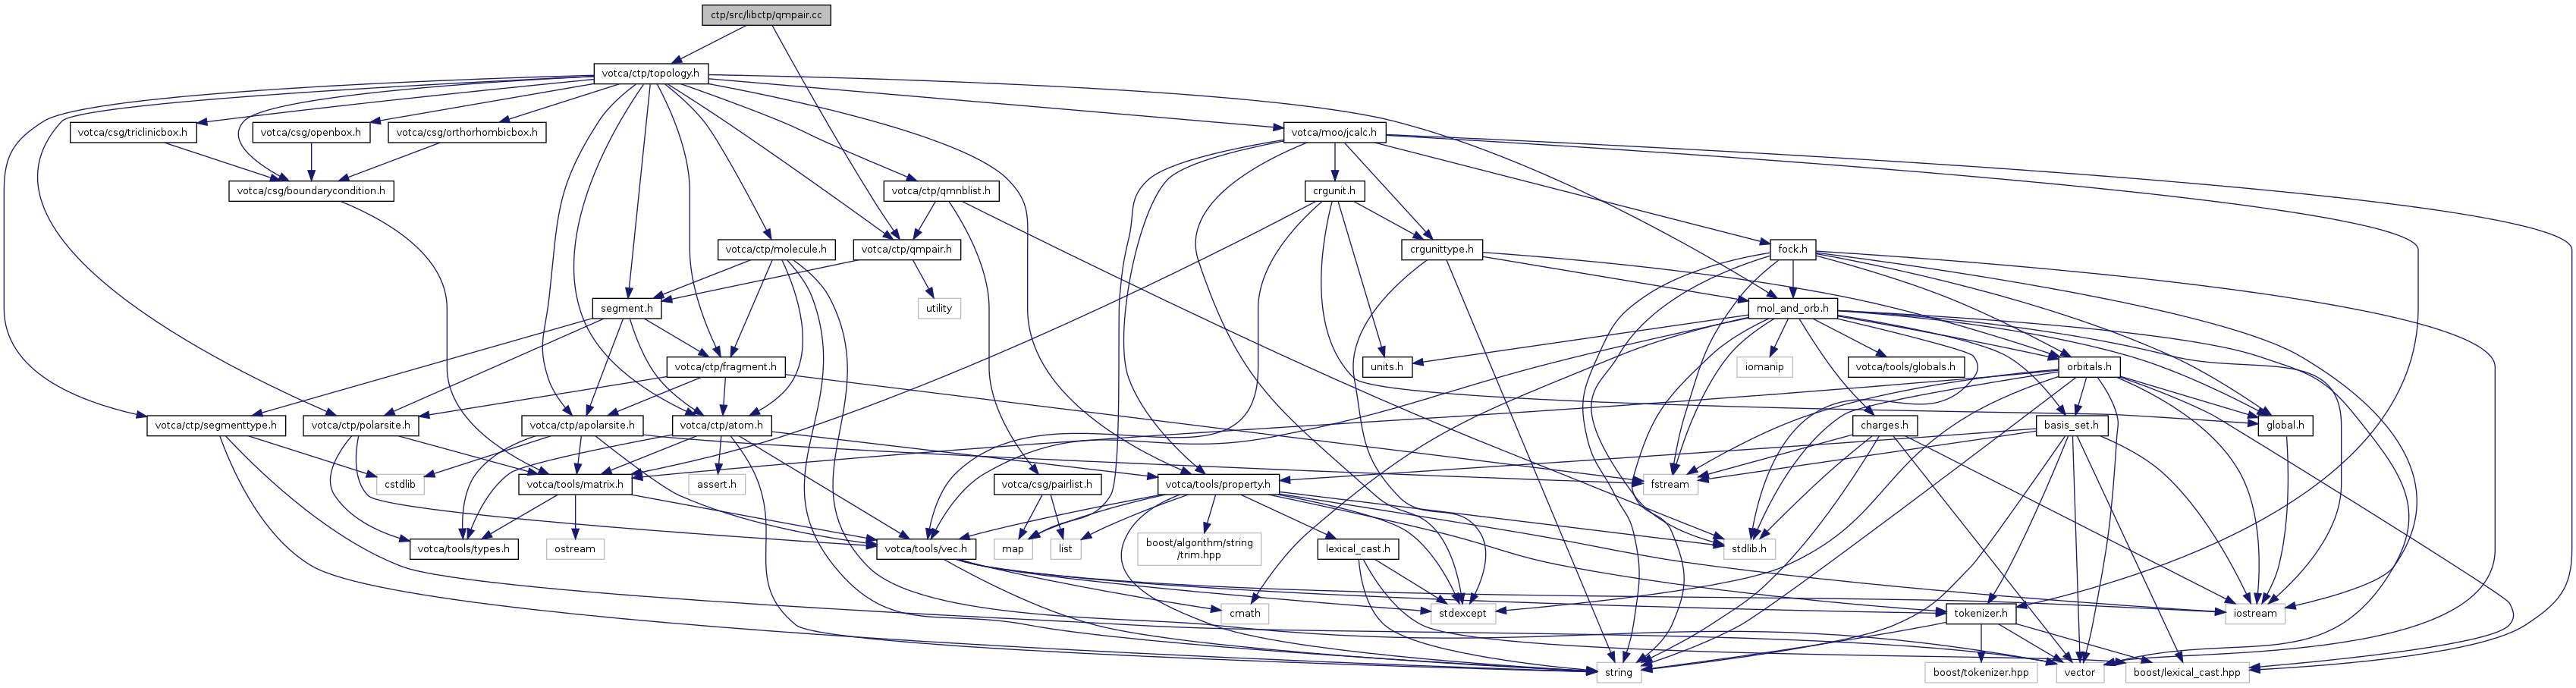 ctp/src/libctp/qmpair.cc
votca/ctp/topology.h
votca/csg/triclinicbox.h
votca/csg/openbox.h
votca/csg/orthorhombicbox.h
votca/moo/jcalc.h
votca/csg/boundarycondition.h
votca/ctp/qmnblist.h
crgunit.h
votca/ctp/molecule.h
votca/ctp/qmpair.h
crgunittype.h
fock.h
segment.h
utility
mol_and_orb.h
votca/ctp/fragment.h
units.h
iomanip
votca/tools/globals.h
orbitals.h
votca/ctp/segmenttype.h
votca/ctp/polarsite.h
votca/ctp/apolarsite.h
votca/ctp/atom.h
charges.h
basis_set.h
global.h
cstdlib
votca/tools/matrix.h
assert.h
votca/csg/pairlist.h
votca/tools/property.h
fstream
votca/tools/types.h
ostream
votca/tools/vec.h
map
list
boost/algorithm/string
/trim.hpp
lexical_cast.h
stdlib.h
cmath
stdexcept
tokenizer.h
iostream
string
boost/tokenizer.hpp
vector
boost/lexical_cast.hpp